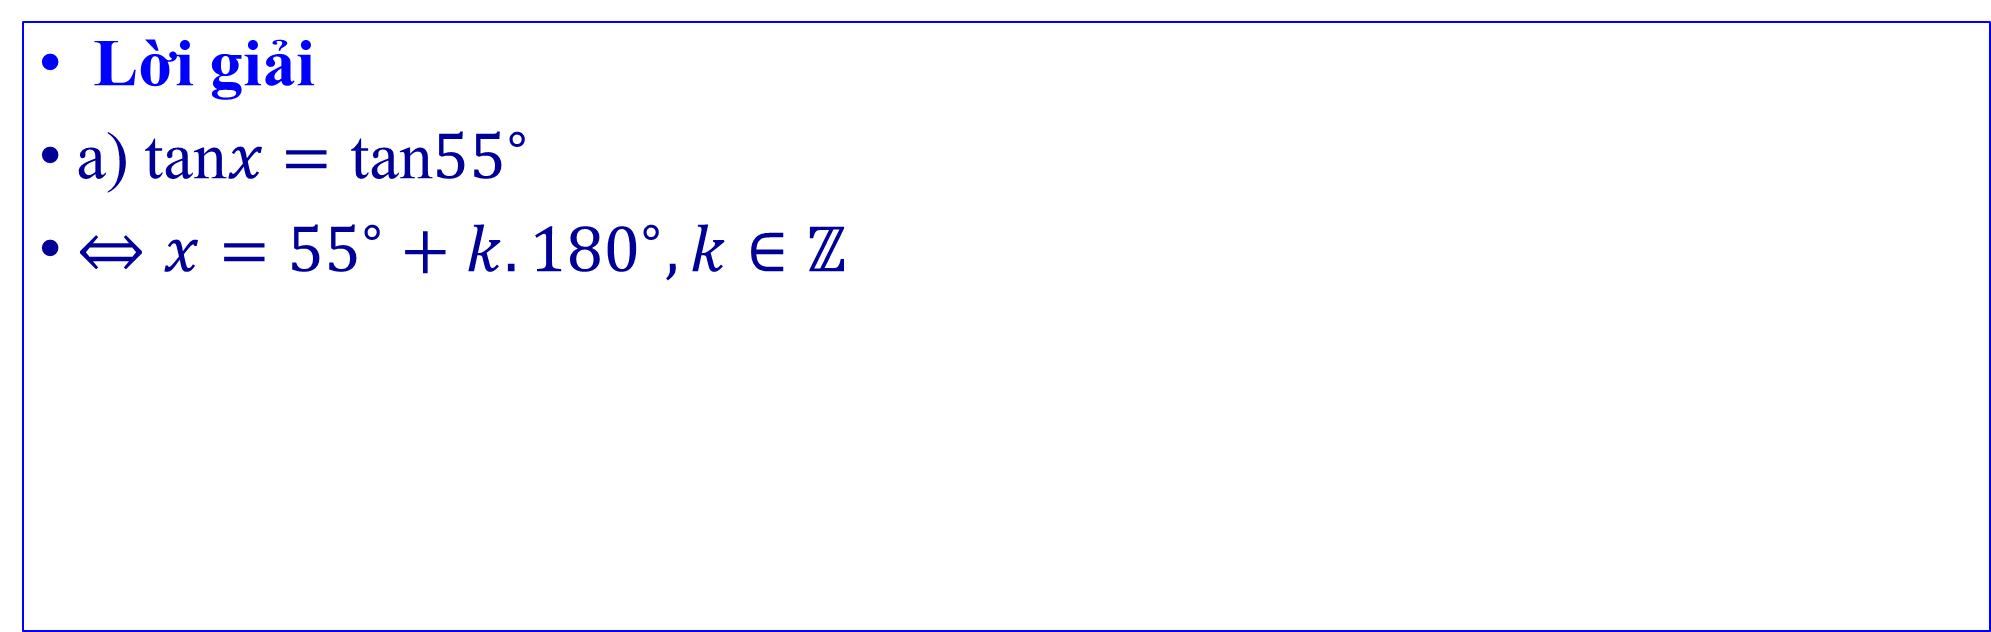 • Lời giải
• a) tan𝑥 = tan55°
• ⇔ 𝑥 = 55° + 𝑘. 180°, 𝑘 ∈ ℤ